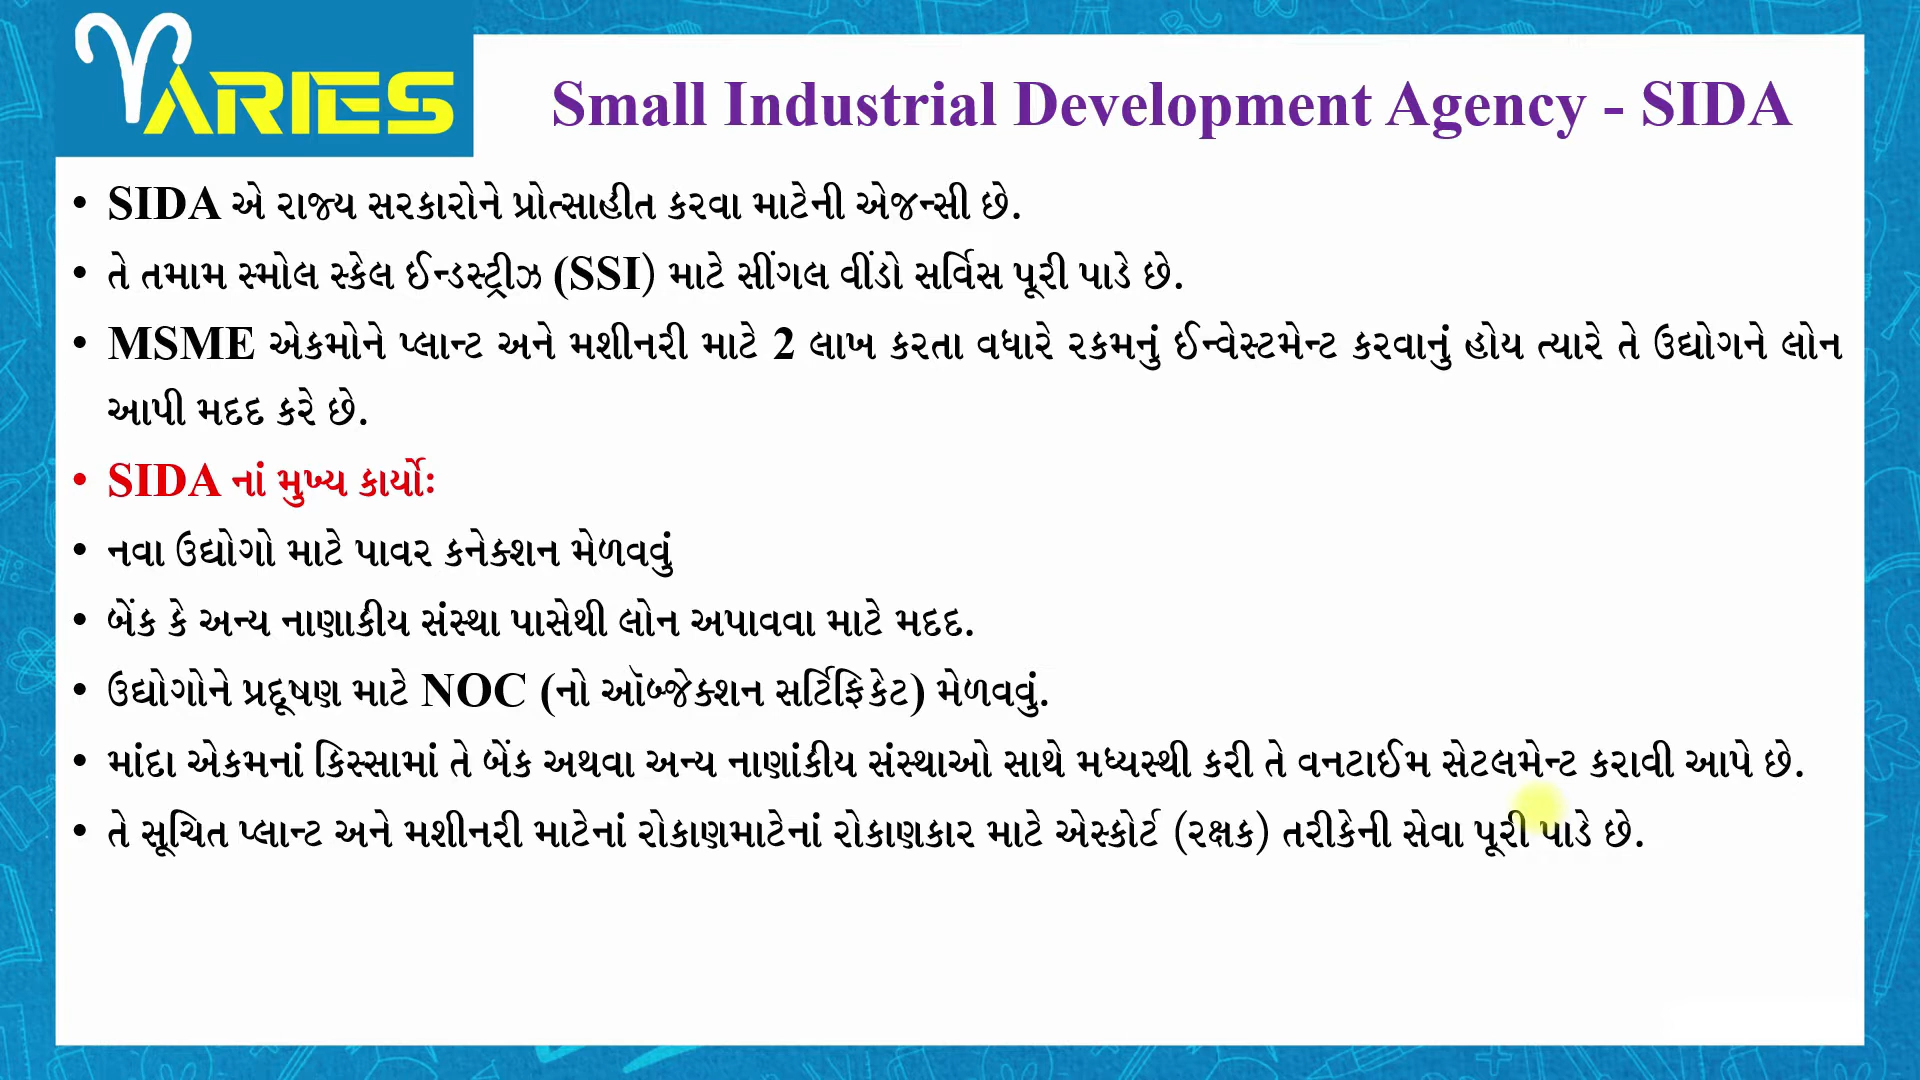 ARIES
Small Industrial Development Agency - SIDA
• SIDA એ રાજ્ય સરકારોને પ્રોત્સાહીત કરવા માટેની એજન્સી છે.
• તે તમામ સ્મોલ સ્કેલ ઈન્ડસ્ટ્રીઝ (SSI) માટે સીંગલ વીંડો સર્વિસ પૂરી પાડે છે.
• MSME એકમોને પ્લાન્ટ અને મશીનરી માટે 2 લાખ કરતા વધારે રકમનું ઈન્વેસ્ટમેન્ટ કરવાનું હોય ત્યારે તે ઉદ્યોગને લોન
આપી મદદ કરે છે.
• SIDA નાં મુખ્ય કાર્યોઃ
• નવા ઉદ્યોગો માટે પાવર કનેક્શન મેળવવું
• બેંક કે અન્ય નાણાકીય સંસ્થા પાસેથી લોન અપાવવા માટે મદદ.
• ઉદ્યોગોને પ્રદૂષણ માટે NOC (નો ઑબ્જેક્શન સર્ટિફિકેટ) મેળવવું.
• માંદા એકમનાં કિસ્સામાં તે બેંક અથવા અન્ય નાણાંકીય સંસ્થાઓ સાથે મધ્યસ્થી કરી તે વનટાઈમ સેટલમેન્ટ કરાવી આપે છે.
• તે સૂચિત પ્લાન્ટ અને મશીનરી માટેનાં રોકાણમાટેનાં રોકાણકાર માટે એસ્કોર્ટ (રક્ષક) તરીકેની સેવા પૂરી પાડે છે.